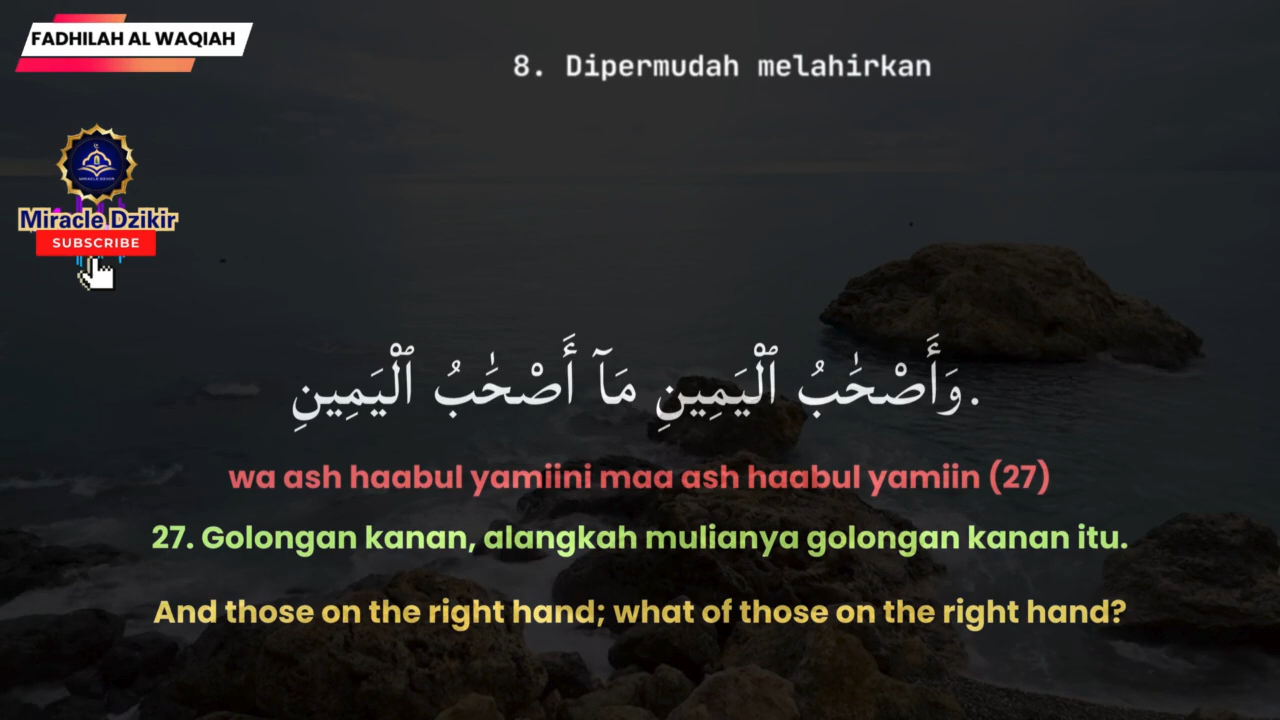 FADHILAH AL WAQIAH
8. Dipermudah melahirkan
Miracle Dzikir
SUBSCRIBE
وَأَصْحَٰبُ ٱلْيَمِينِ مَآ أَصْحَٰبُ ٱلْيَمِينِ.
wa ash haabul yamiini maa ash haabul yamiin (27)
27. Golongan kanan, alangkah mulianya golongan kanan itu.
And those on the right hand; what of those on the right hand?